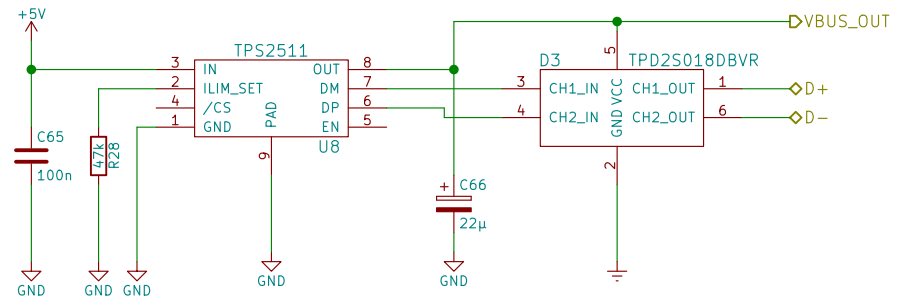 +5V
VBUS_OUT
TPS2511
3 IN OUT 8
2 ILIM_SET DM 7
4 /CS DP 6
1 GND EN 5
PAD
9
U8
D3 TPD2S018DBVR
5
3 CH1_IN VCC CH1_OUT 1
4 CH2_IN GND CH2_OUT 6
2
D+
D-
C65
100n
47k
R28
+ C66
22µ
GND
GND
GND
GND
GND